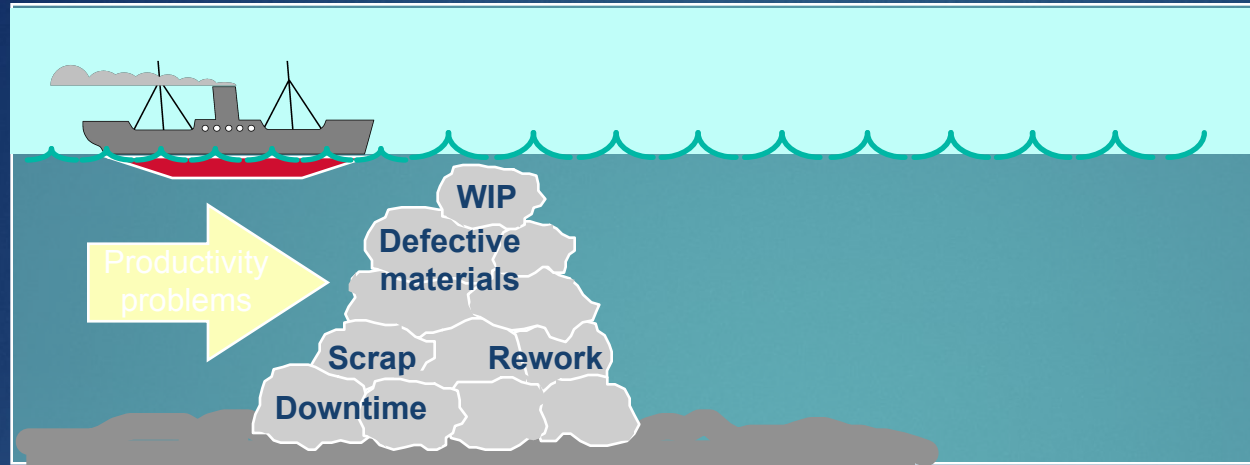 WIP
Defective
materials
Productivity
problems
Scrap
Rework
Downtime